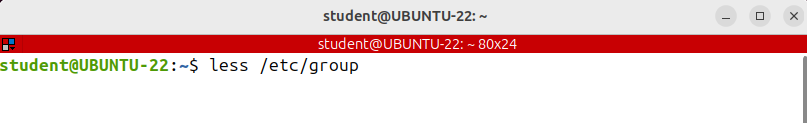 student@UBUNTU-22: ~
student@UBUNTU-22: ~ 80x24
student@UBUNTU-22:~$ less /etc/group